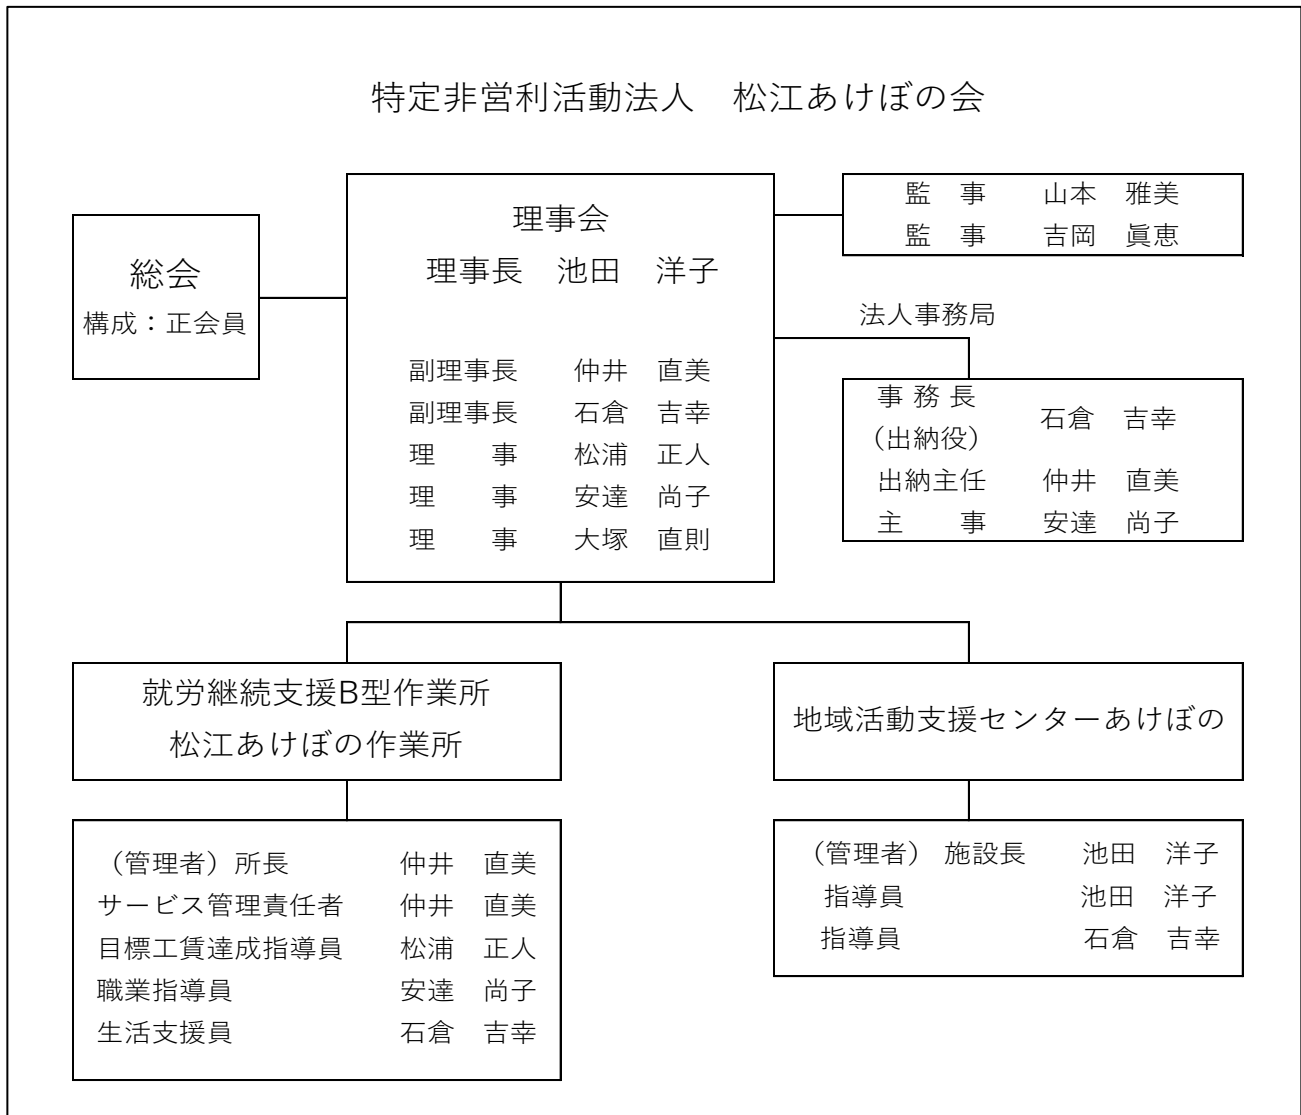 特定非営利活動法人　松江あけぼの会
総会
構成：正会員
理事会
理事長　池田　洋子
副理事長　仲井　直美
副理事長　石倉　吉幸
理　　事　松浦　正人
理　　事　安達　尚子
理　　事　大塚　直則
監　事　山本　雅美
監　事　吉岡　眞恵
法人事務局
事 務 長
（出納役）　石倉　吉幸
出納主任　仲井　直美
主　　事　安達　尚子
就労継続支援B型作業所
松江あけぼの作業所
（管理者）所長　仲井　直美
サービス管理責任者　仲井　直美
目標工賃達成指導員　松浦　正人
職業指導員　安達　尚子
生活支援員　石倉　吉幸
地域活動支援センターあけぼの
（管理者） 施設長　池田　洋子
指導員　池田　洋子
指導員　石倉　吉幸